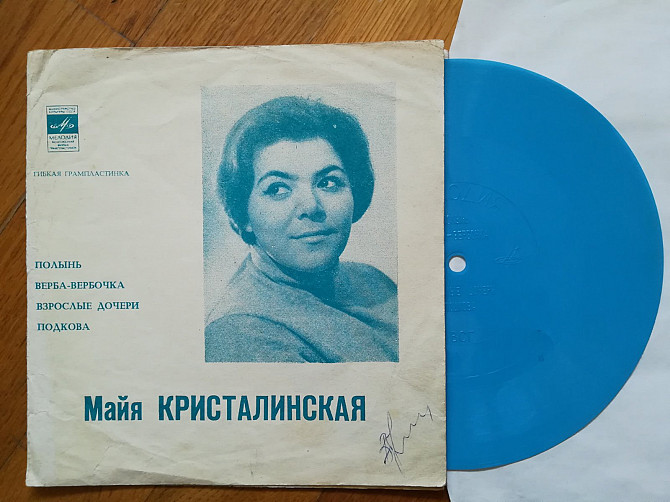 МЕЛОДИЯ
ГИБКАЯ ГРАМПЛАСТИНКА
ПОЛЫНЬ
ВЕРБА-ВЕРБОЧКА
ВЗРОСЛЫЕ ДОЧЕРИ
ПОДКОВА
Майя КРИСТАЛИНСКАЯ